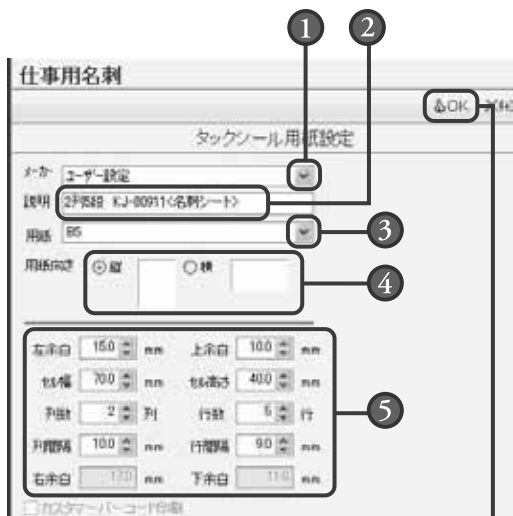 1 2
仕事用名刺
OK
タックシール用紙設定
メーカー ユーザー設定
説明 2列5段 KJ-80911<名刺シート>
用紙 B5
3
用紙向き 縦 横
4
左余白 15.0 mm 上余白 10.0 mm
セル幅 70.0 mm セル高さ 40.0 mm
列数 2 列 行数 5 行
5
列間隔 10.0 mm 行間隔 9.0 mm
右余白 17.0 mm 下余白 11.0 mm
カスタマーバーコード印刷